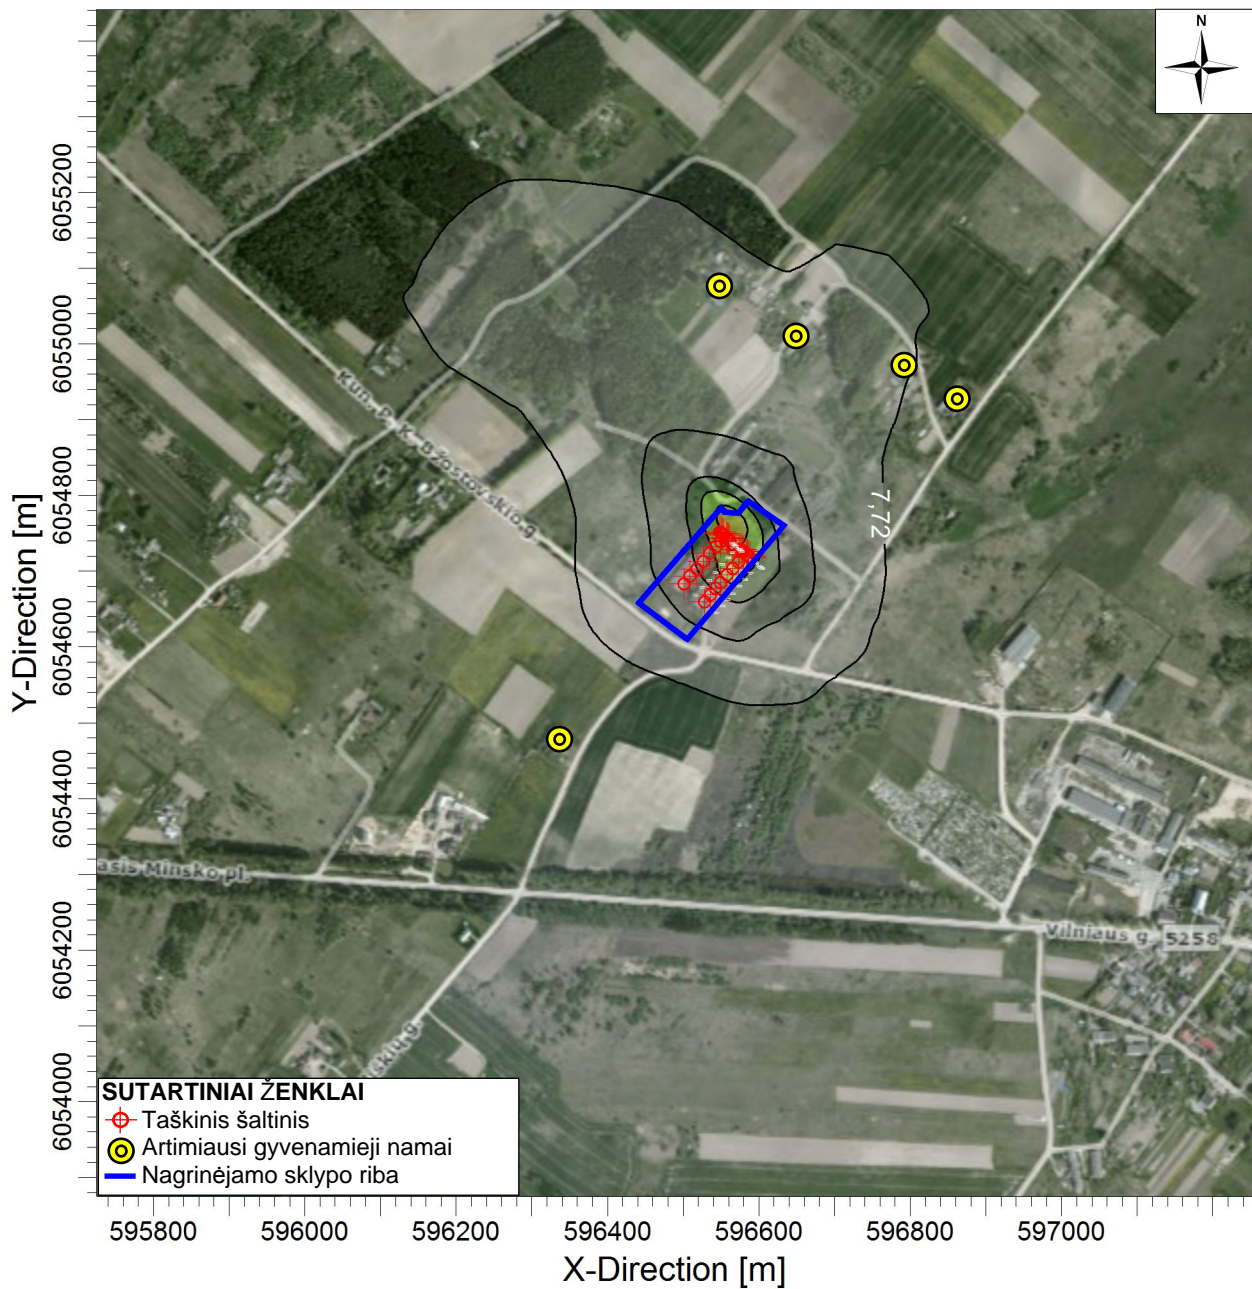 N
Y-Direction [m]
6055200
6055000
6054800
6054600
6054400
6054200
6054000
Kun. P. K. Bžostovskio g.
7,72
asis Minsko pl.
Vilniaus g.
5258
SUTARTINIAI ŽENKLAI
Taškinis šaltinis
Artimiausi gyvenamieji namai
Nagrinėjamo sklypo riba
595800 596000 596200 596400 596600 596800 597000
X-Direction [m]